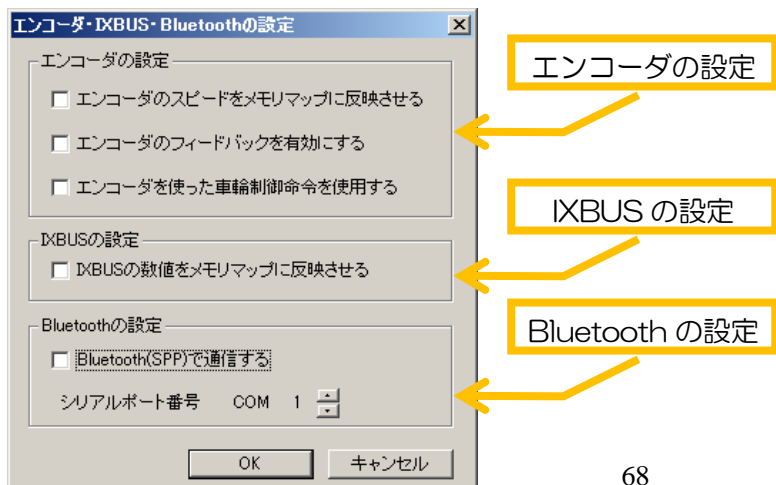 エンコーダ・IXBUS・Bluetoothの設定
エンコーダの設定
エンコーダのスピードをメモリマップに反映させる
エンコーダのフィードバックを有効にする
エンコーダを使った車輪制御命令を使用する
IXBUSの設定
IXBUSの数値をメモリマップに反映させる
Bluetoothの設定
Bluetooth(SPP)で通信する
シリアルポート番号 COM 1
OK キャンセル
エンコーダの設定
IXBUS の設定
Bluetooth の設定
68